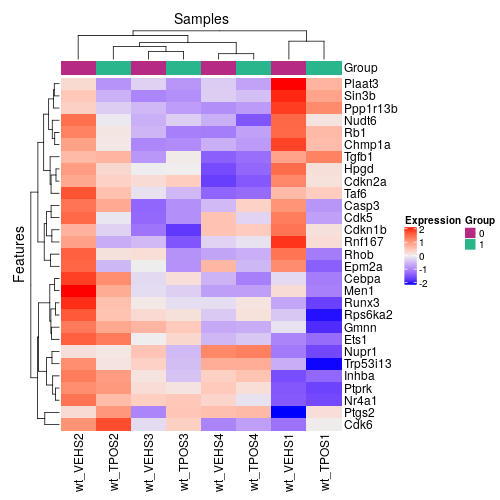 Samples
Group
Plaat3
Sin3b
Ppp1r13b
Nudt6
Rb1
Chmp1a
Tgfb1
Hpgd
Cdkn2a
Taf6
Casp3
Cdk5
Cdkn1b
Rnf167
Rhob
Epm2a
Cebpa
Men1
Runx3
Rps6ka2
Gmnn
Ets1
Nupr1
Trp53i13
Inhba
Ptprk
Nr4a1
Ptgs2
Cdk6
Features
wt_VEHS2
wt_TPOS2
wt_VEHS3
wt_TPOS3
wt_VEHS4
wt_TPOS4
wt_VEHS1
wt_TPOS1
Expression
2
1
0
-1
-2
Group
0
1